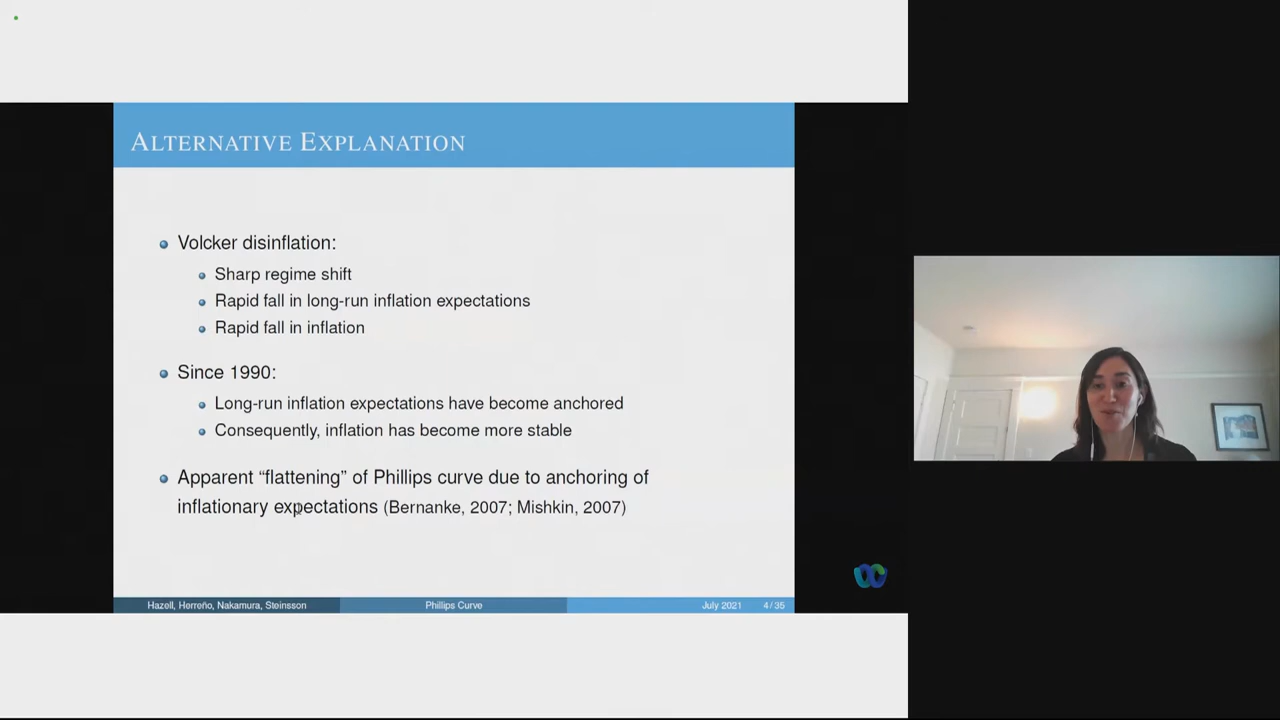 ALTERNATIVE EXPLANATION
Volcker disinflation:
Sharp regime shift
Rapid fall in long-run inflation expectations
Rapid fall in inflation
Since 1990:
Long-run inflation expectations have become anchored
Consequently, inflation has become more stable
Apparent “flattening” of Phillips curve due to anchoring of
inflationary expectations (Bernanke, 2007; Mishkin, 2007)
Hazell, Herreño, Nakamura, Steinsson Phillips Curve July 2021 4 / 35